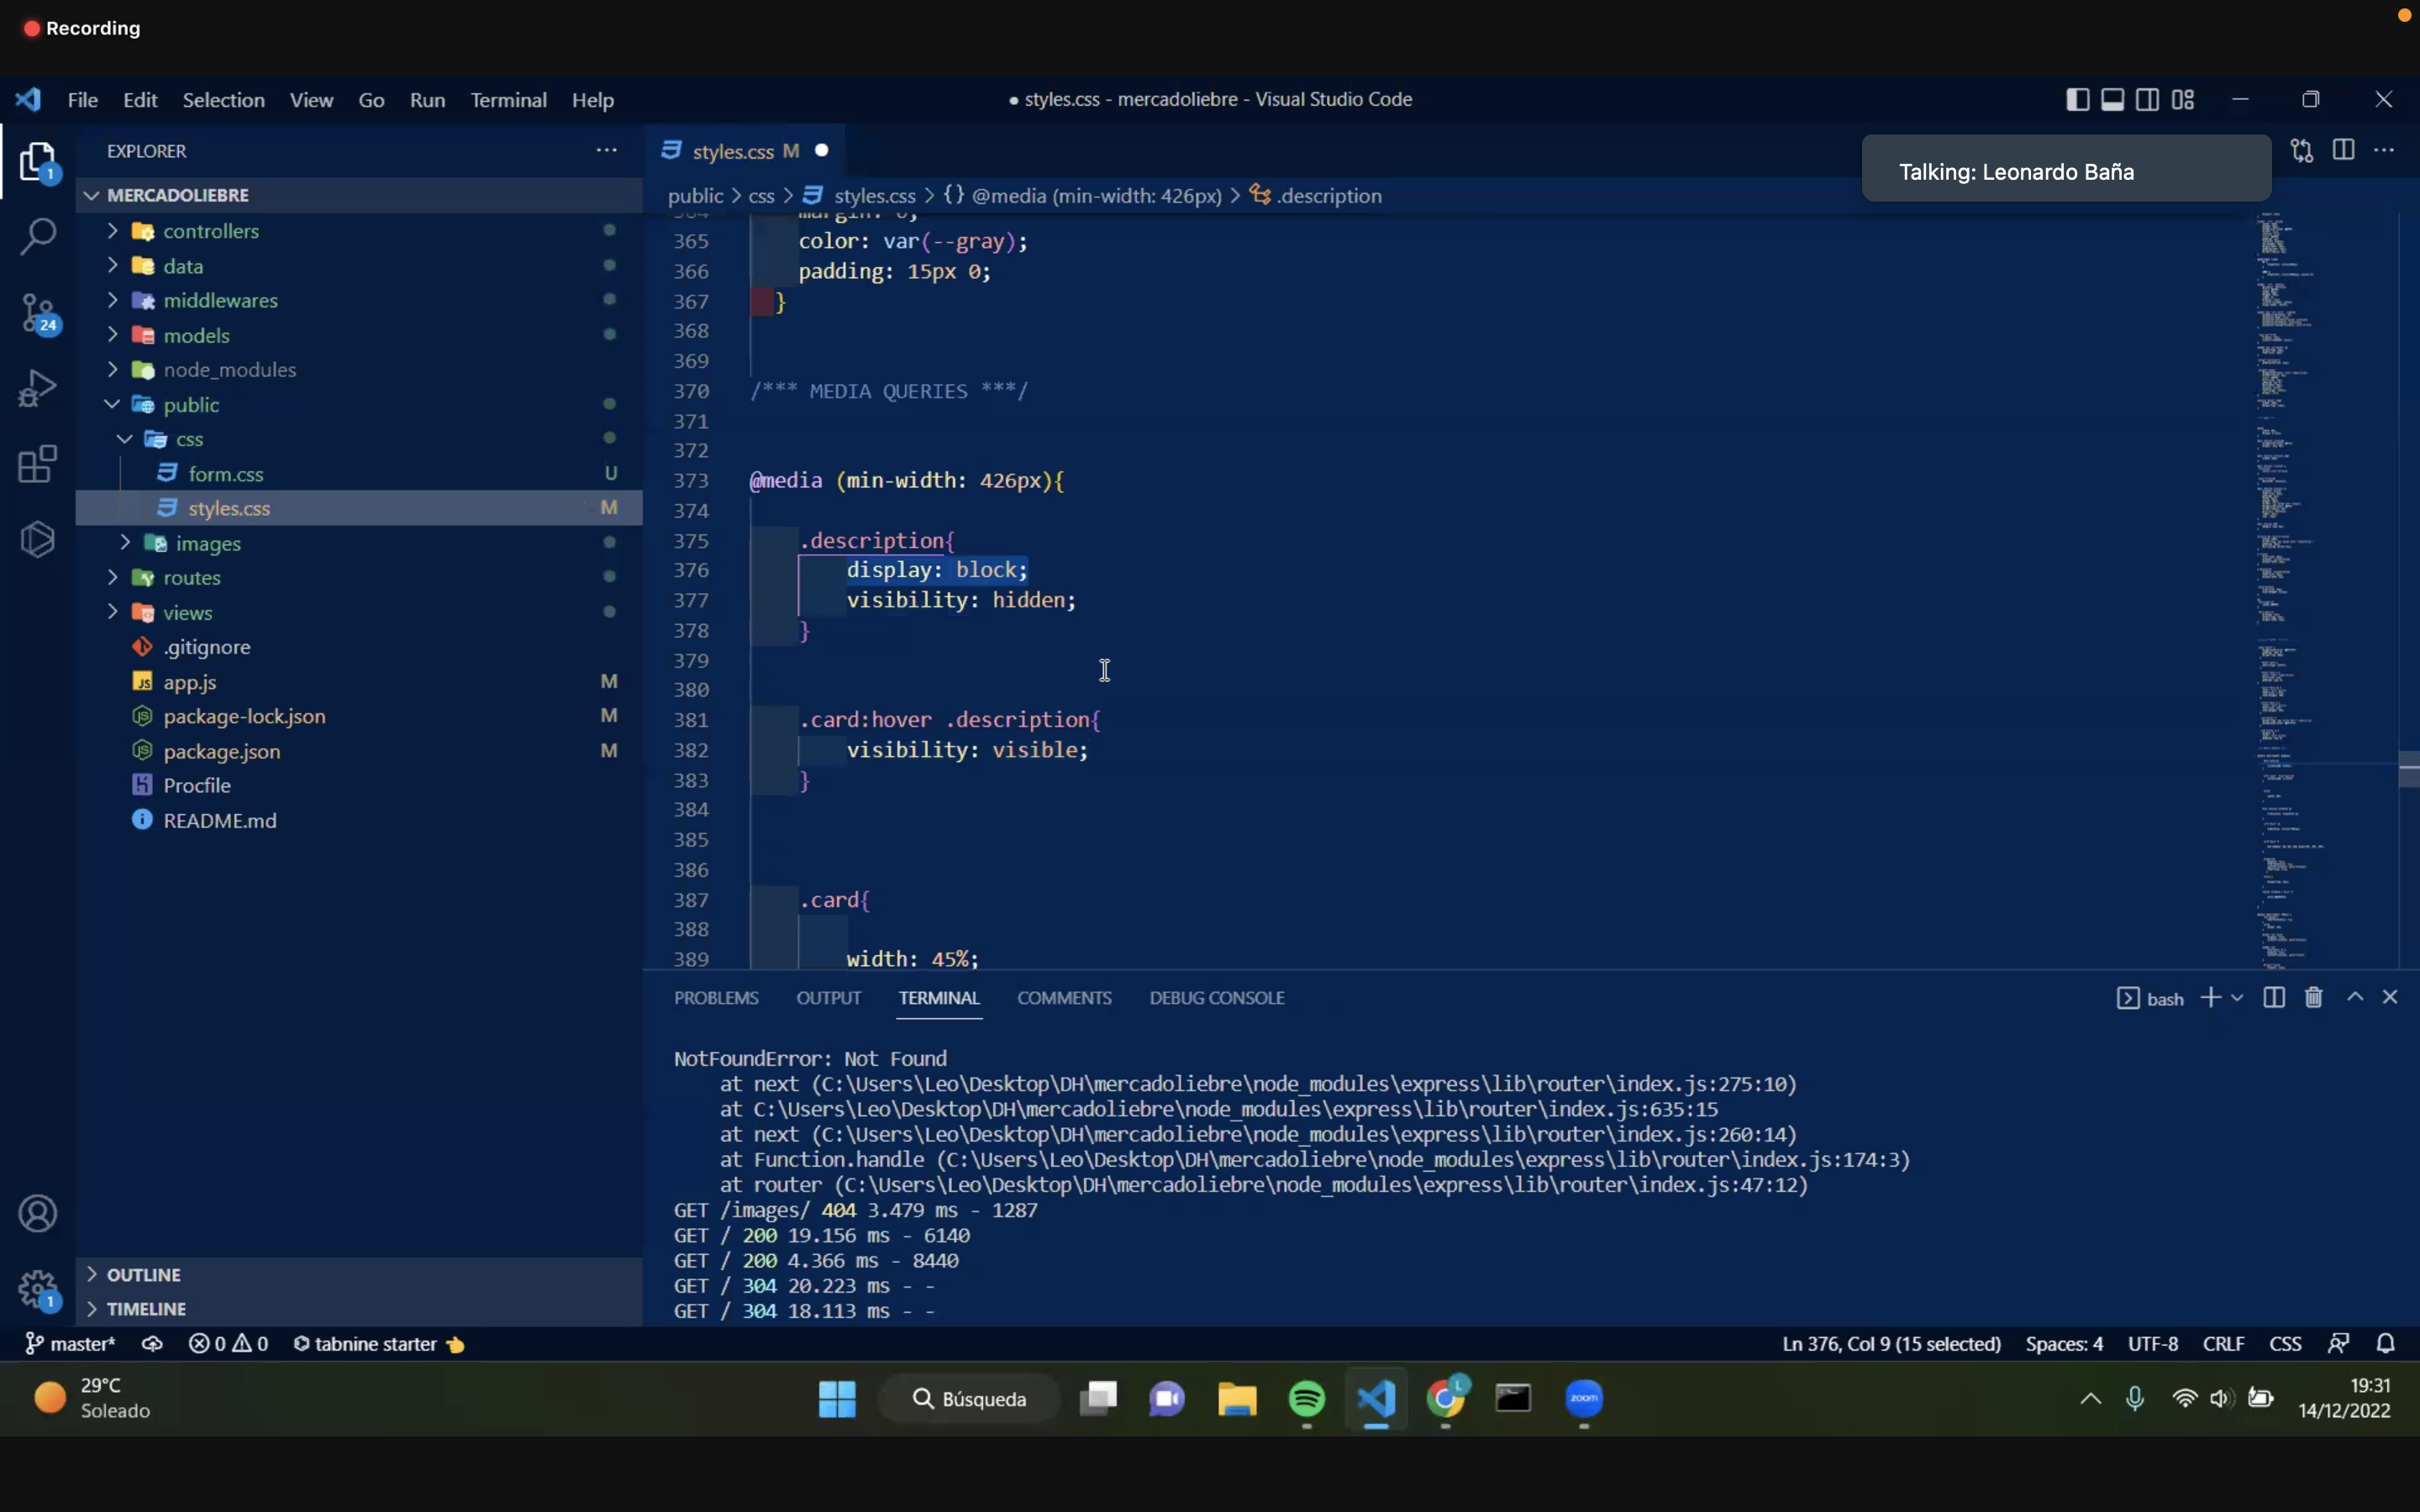 Recording
File Edit Selection View Go Run Terminal Help
● styles.css - mercadoliebre - Visual Studio Code
Talking: Leonardo Baña
EXPLORER
MERCADOLIEBRE
controllers
data
middlewares
models
node_modules
public
css
form.css U
styles.css M
images
routes
views
.gitignore
app.js M
package-lock.json M
package.json M
Procfile
README.md
OUTLINE
TIMELINE
1
24
1
styles.css M
public > css > styles.css > {} @media (min-width: 426px) > .description
364 margin: 0;
365 color: var(--gray);
366 padding: 15px 0;
367 }
368
369
370 /*** MEDIA QUERIES ***/
371
372
373 @media (min-width: 426px){
374
375 .description{
376 display: block;
377 visibility: hidden;
378 }
379
380
381 .card:hover .description{
382 visibility: visible;
383 }
384
385
386
387 .card{
388
389 width: 45%;
PROBLEMS OUTPUT TERMINAL COMMENTS DEBUG CONSOLE
bash
NotFoundError: Not Found
at next (C:\Users\Leo\Desktop\DH\mercadoliebre\node_modules\express\lib\router\index.js:275:10)
at C:\Users\Leo\Desktop\DH\mercadoliebre\node_modules\express\lib\router\index.js:635:15
at next (C:\Users\Leo\Desktop\DH\mercadoliebre\node_modules\express\lib\router\index.js:260:14)
at Function.handle (C:\Users\Leo\Desktop\DH\mercadoliebre\node_modules\express\lib\router\index.js:174:3)
at router (C:\Users\Leo\Desktop\DH\mercadoliebre\node_modules\express\lib\router\index.js:47:12)
GET /images/ 404 3.479 ms - 1287
GET / 200 19.156 ms - 6140
GET / 200 4.366 ms - 8440
GET / 304 20.223 ms - -
GET / 304 18.113 ms - -
master* 0 0 tabnine starter Ln 376, Col 9 (15 selected) Spaces: 4 UTF-8 CRLF CSS
29°C
Soleado
Búsqueda
L
zoom
19:31
14/12/2022